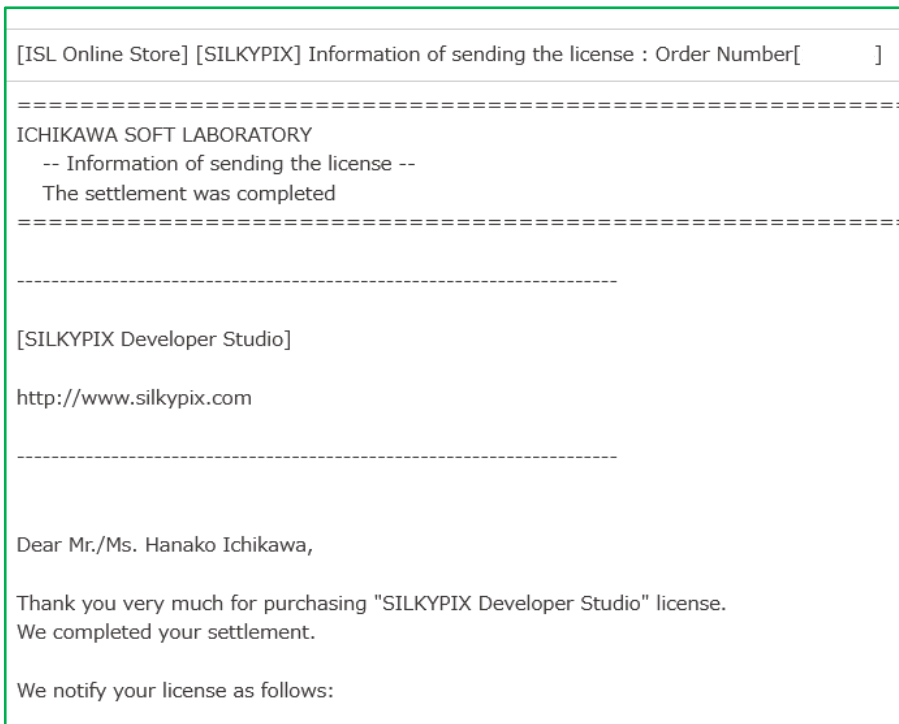 [ISL Online Store] [SILKYPIX] Information of sending the license : Order Number[          ]
========================================================
ICHIKAWA SOFT LABORATORY
-- Information of sending the license --
The settlement was completed
========================================================
----------------------------------------------------------------------
[SILKYPIX Developer Studio]
http://www.silkypix.com
----------------------------------------------------------------------
Dear Mr./Ms. Hanako Ichikawa,
Thank you very much for purchasing "SILKYPIX Developer Studio" license.
We completed your settlement.
We notify your license as follows: